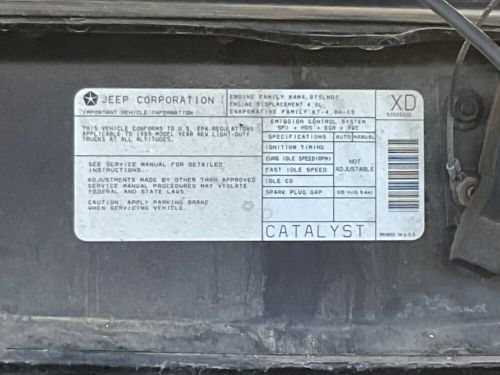 JEEP CORPORATION
IMPORTANT VEHICLE INFORMATION
ENGINE FAMILY
ENGINE DISPLACEMENT 4.0L
EVAPORATIVE FAMILY
XD
THIS VEHICLE CONFORMS TO U.S. EPA REGULATIONS
APPLICABLE TO 1989 MODEL YEAR NEW LIGHT-DUTY
TRUCKS AT ALL ALTITUDES.
EMISSION CONTROL SYSTEM
SPECIFICATIONS AUTO MANUAL
IGNITION TIMING
CURB IDLE SPEED (RPM)
FAST IDLE SPEED
IDLE CO
NOT
ADJUSTABLE
SPARK PLUG GAP
SEE SERVICE MANUAL FOR DETAILED
INSTRUCTIONS.
ADJUSTMENTS MADE BY OTHER THAN APPROVED
SERVICE MANUAL PROCEDURES MAY VIOLATE
FEDERAL AND STATE LAWS.
CAUTION: APPLY PARKING BRAKE
WHEN SERVICING VEHICLE.
CATALYST
PRINTED IN U.S.A.